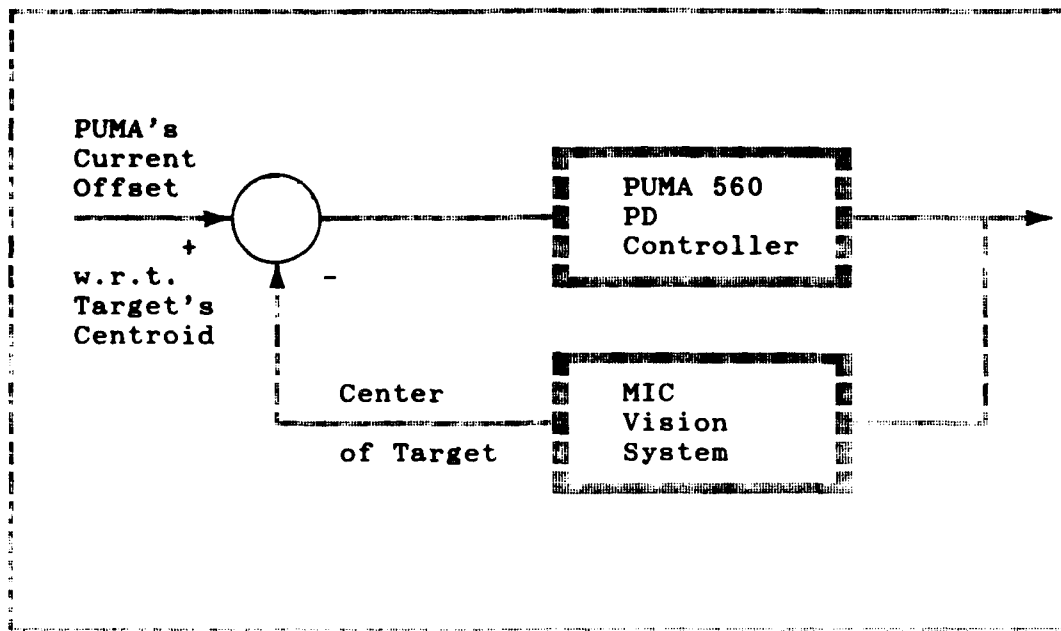 PUMA's
Current
Offset
+
w.r.t.
Target's
Centroid
-
PUMA 560
PD
Controller
Center
of Target
MIC
Vision
System